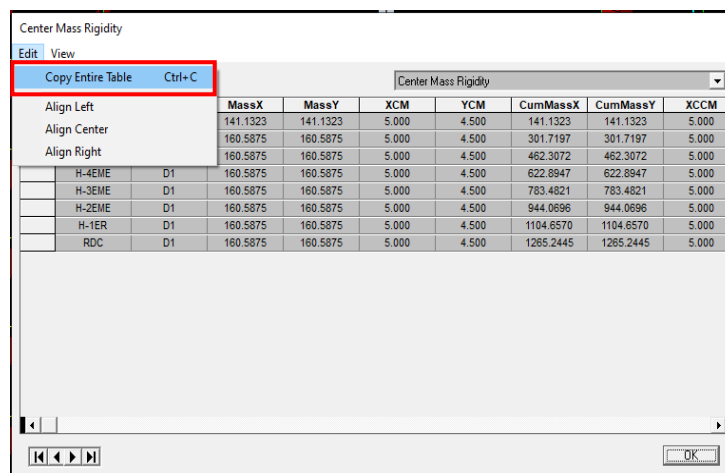 Center Mass Rigidity
Edit View
Copy Entire Table Ctrl+C
Center Mass Rigidity
Align Left
Align Center
Align Right
MassX MassY XCM YCM CumMassX CumMassY XCCM
141.1323 141.1323 5.000 4.500 141.1323 141.1323 5.000
160.5875 160.5875 5.000 4.500 301.7197 301.7197 5.000
160.5875 160.5875 5.000 4.500 462.3072 462.3072 5.000
H-4EME D1 160.5875 160.5875 5.000 4.500 622.8947 622.8947 5.000
H-3EME D1 160.5875 160.5875 5.000 4.500 783.4821 783.4821 5.000
H-2EME D1 160.5875 160.5875 5.000 4.500 944.0696 944.0696 5.000
H-1ER D1 160.5875 160.5875 5.000 4.500 1104.6570 1104.6570 5.000
RDC D1 160.5875 160.5875 5.000 4.500 1265.2445 1265.2445 5.000
OK